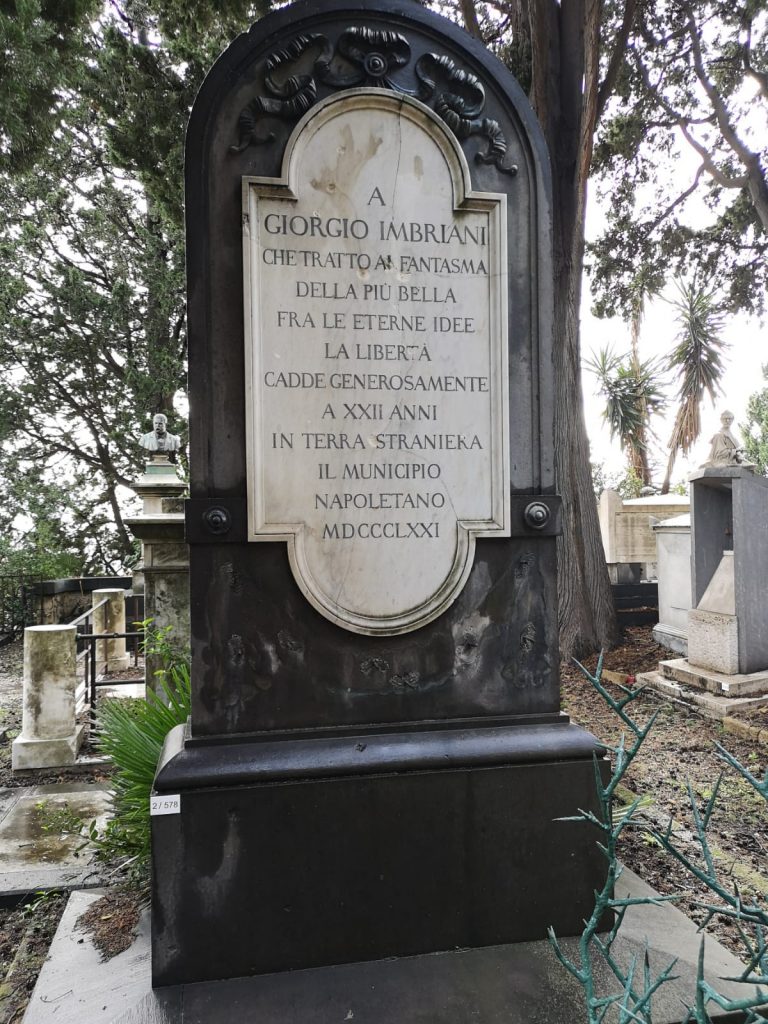 A
GIORGIO IMBRIANI
CHE TRATTO AL FANTASMA
DELLA PIÙ BELLA
FRA LE ETERNE IDEE
LA LIBERTÀ
CADDE GENEROSAMENTE
A XXII ANNI
IN TERRA STRANIERA
IL MUNICIPIO
NAPOLETANO
MDCCCLXXI
2 / 578